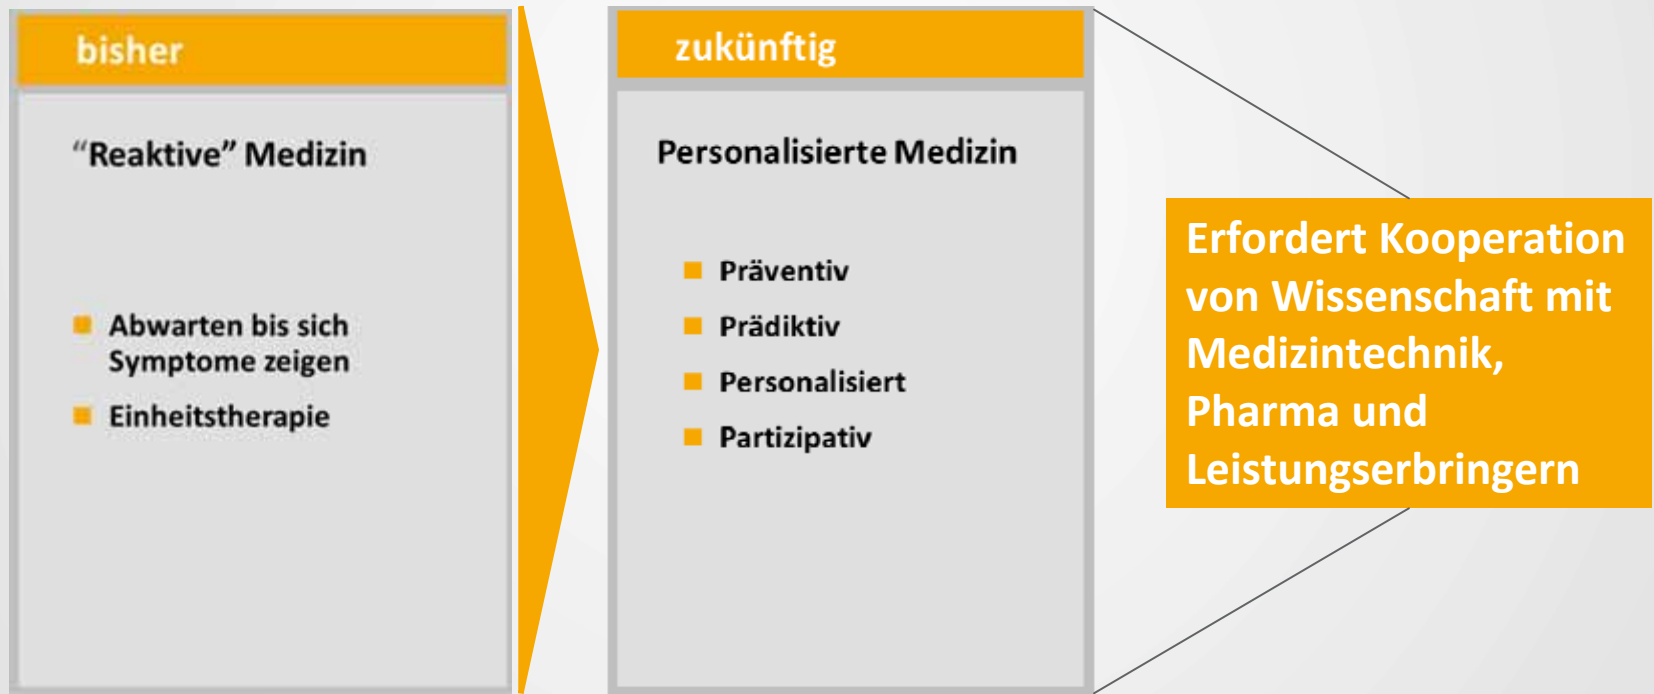 bisher
“Reaktive” Medizin
Abwarten bis sich
Symptome zeigen
Einheitstherapie
zukünftig
Personalisierte Medizin
Präventiv
Prädiktiv
Personalisiert
Partizipativ
Erfordert Kooperation
von Wissenschaft mit
Medizintechnik,
Pharma und
Leistungserbringern